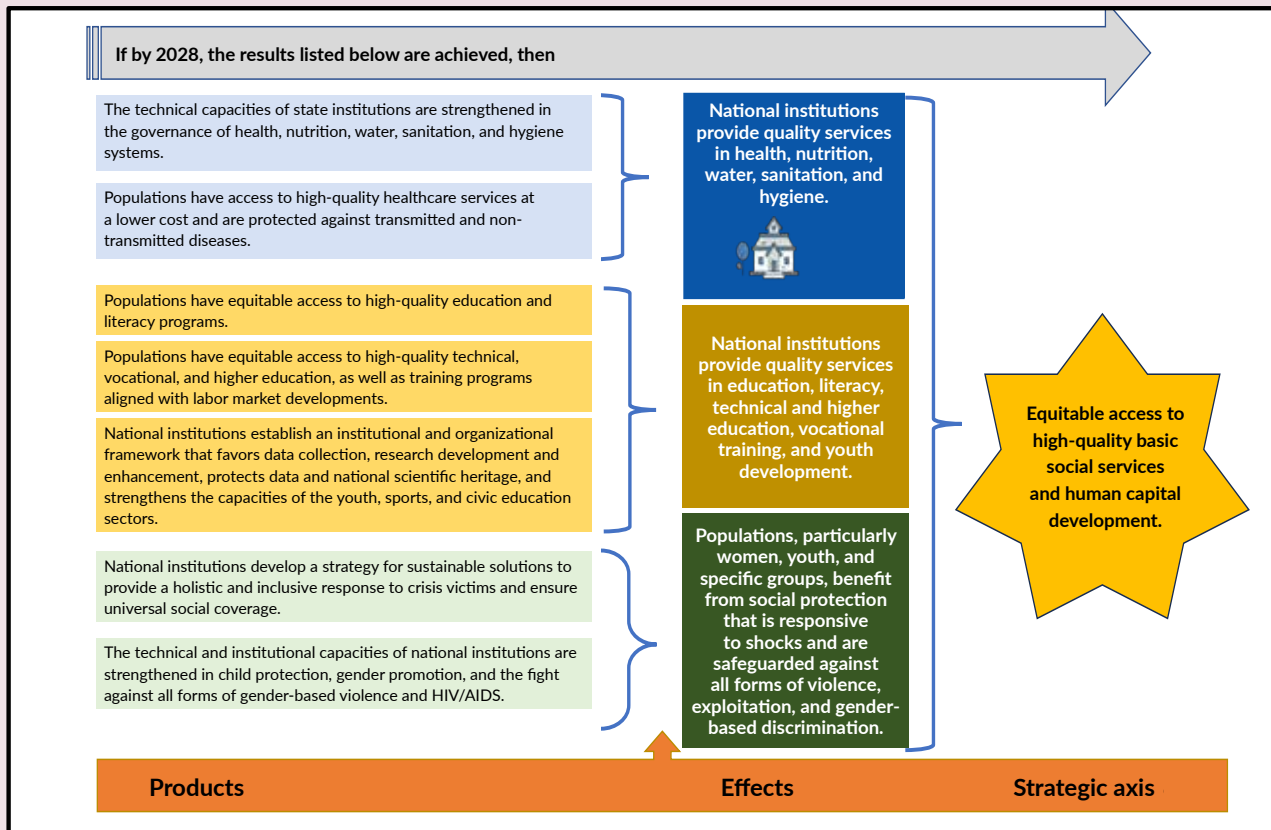 If by 2028, the results listed below are achieved, then
The technical capacities of state institutions are strengthened in
the governance of health, nutrition, water, sanitation, and hygiene
systems.
Populations have access to high-quality healthcare services at
a lower cost and are protected against transmitted and non-
transmitted diseases.
National institutions
provide quality services
in health, nutrition,
water, sanitation, and
hygiene.
Populations have equitable access to high-quality education and
literacy programs.
Populations have equitable access to high-quality technical,
vocational, and higher education, as well as training programs
aligned with labor market developments.
National institutions establish an institutional and organizational
framework that favors data collection, research development and
enhancement, protects data and national scientific heritage, and
strengthens the capacities of the youth, sports, and civic education
sectors.
National institutions
provide quality services
in education, literacy,
technical and higher
education, vocational
training, and youth
development.
National institutions develop a strategy for sustainable solutions to
provide a holistic and inclusive response to crisis victims and ensure
universal social coverage.
The technical and institutional capacities of national institutions are
strengthened in child protection, gender promotion, and the fight
against all forms of gender-based violence and HIV/AIDS.
Populations, particularly
women, youth, and
specific groups, benefit
from social protection
that is responsive
to shocks and are
safeguarded against
all forms of violence,
exploitation, and gender-
based discrimination.
Equitable access to
high-quality basic
social services
and human capital
development.
Products
Effects
Strategic axis